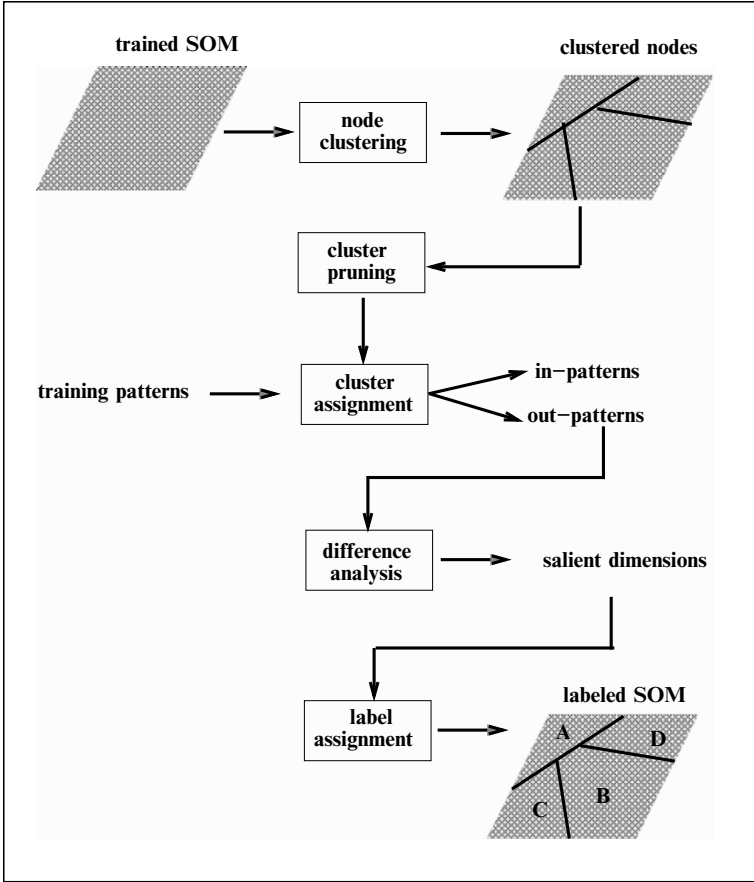 trained SOM
clustered nodes
node
clustering
cluster
pruning
training patterns
cluster
assignment
in−patterns
out−patterns
difference
analysis
salient dimensions
label
assignment
labeled SOM
A
D
C
B